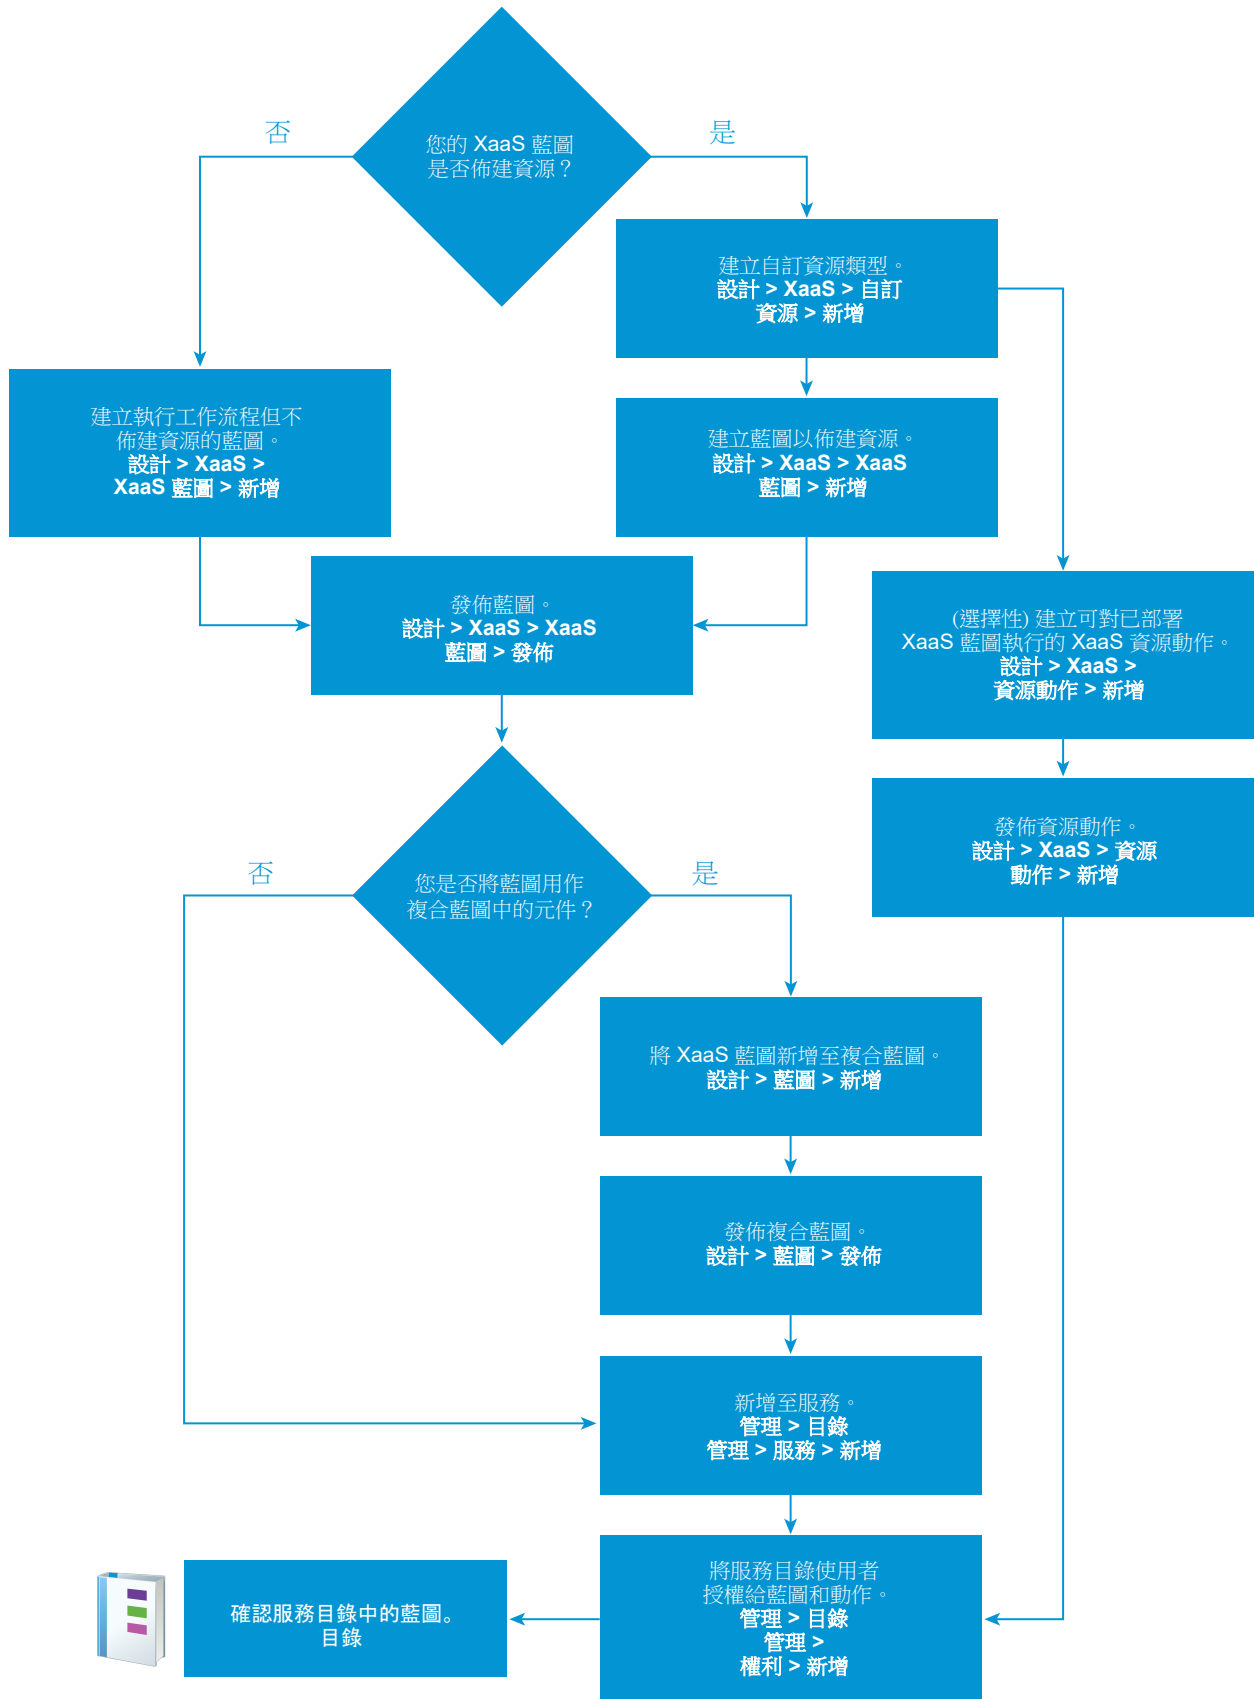 您的 XaaS 藍圖
是否佈建資源？
否
是
建立自訂資源類型。
設計 > XaaS > 自訂
資源 > 新增
建立執行工作流程但不
佈建資源的藍圖。
設計 > XaaS >
XaaS 藍圖 > 新增
建立藍圖以佈建資源。
設計 > XaaS > XaaS
藍圖 > 新增
發佈藍圖。
設計 > XaaS > XaaS
藍圖 > 發佈
(選擇性) 建立可對已部署
XaaS 藍圖執行的 XaaS 資源動作。
設計 > XaaS >
資源動作 > 新增
發佈資源動作。
設計 > XaaS > 資源
動作 > 新增
您是否將藍圖用作
複合藍圖中的元件？
否
是
將 XaaS 藍圖新增至複合藍圖。
設計 > 藍圖 > 新增
發佈複合藍圖。
設計 > 藍圖 > 發佈
新增至服務。
管理 > 目錄
管理 > 服務 > 新增
將服務目錄使用者
授權給藍圖和動作。
管理 > 目錄
管理 >
權利 > 新增
確認服務目錄中的藍圖。
目錄